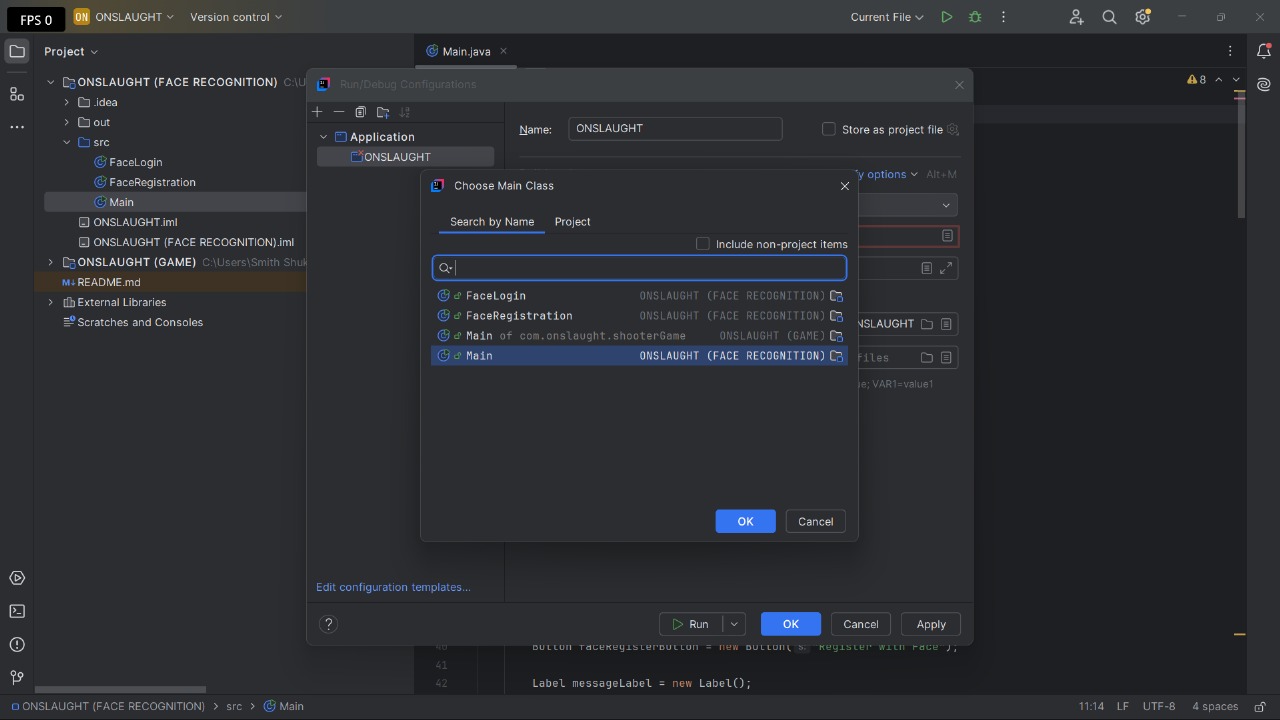 FPS 0
ON ONSLAUGHT
Version control
Current File
Project
Main.java
ONSLAUGHT (FACE RECOGNITION) C:\U
.idea
out
src
FaceLogin
FaceRegistration
Main
ONSLAUGHT.iml
ONSLAUGHT (FACE RECOGNITION).iml
ONSLAUGHT (GAME) C:\Users\Smith Shuk
M↓ README.md
External Libraries
Scratches and Consoles
8
Run/Debug Configurations
Application
ONSLAUGHT
Name: ONSLAUGHT
Store as project file
options Alt+M
NSLAUGHT
files
VAR1=value1
Choose Main Class
Search by Name Project
Include non-project items
FaceLogin ONSLAUGHT (FACE RECOGNITION)
FaceRegistration ONSLAUGHT (FACE RECOGNITION)
Main of com.onslaught.shooterGame ONSLAUGHT (GAME)
Main ONSLAUGHT (FACE RECOGNITION)
OK Cancel
Edit configuration templates...
? Run OK Cancel Apply
40 Button faceRegisterButton = new Button( s: "Register with Face");
41
42 Label messageLabel = new Label();
ONSLAUGHT (FACE RECOGNITION) > src > Main
11:14 LF UTF-8 4 spaces